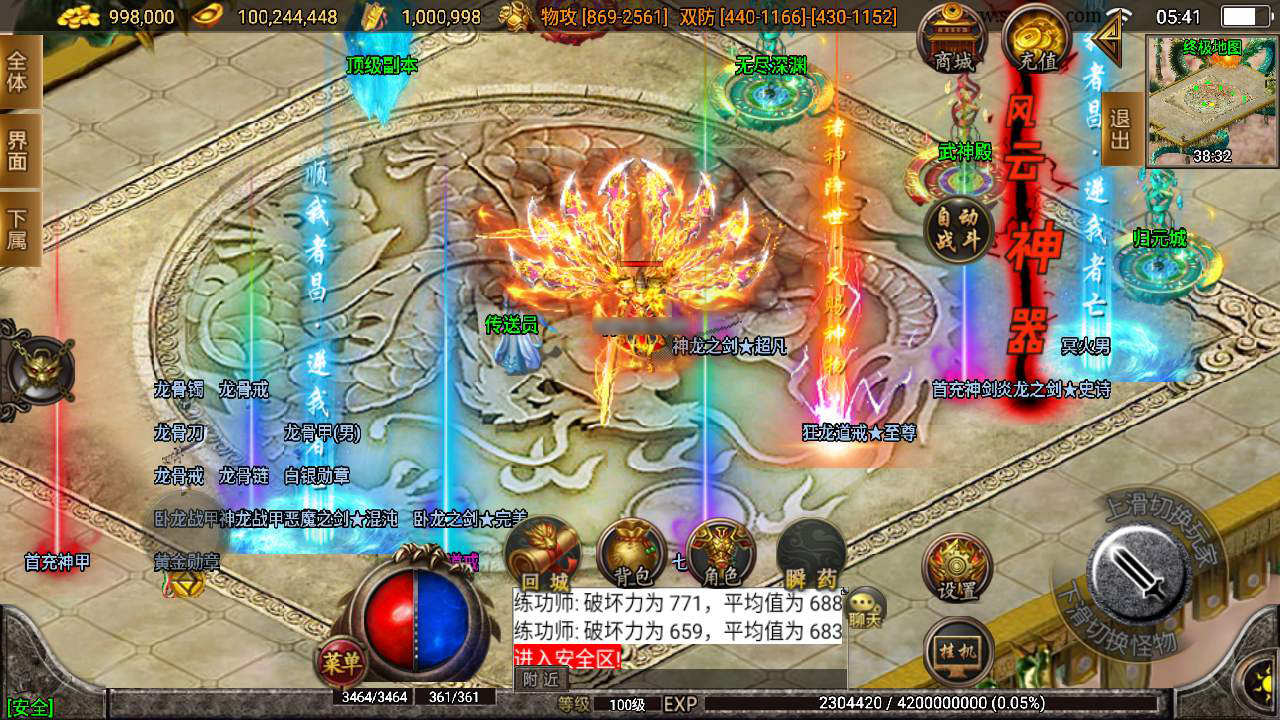 998,000
100,244,448
1,000,998
物攻 [869-2561] 双防 [440-1166]-[430-1152]
05:41
商城
充值
终极地图
38:32
退出
全体
界面
下属
顶级副本
无尽深渊
武神殿
归元城
自动战斗
风云神器
者昌·逆我者亡
诸神降世·天赐神物
顺我者昌·逆我者
传送员
神龙之剑★超凡
冥火男
首充神剑炎龙之剑★史诗
狂龙道戒★至尊
龙骨镯 龙骨戒
龙骨刀 龙骨甲(男)
龙骨戒 龙骨链 白银勋章
卧龙战甲神龙战甲恶魔之剑★混沌 卧龙之剑★完美
首充神甲
黄金勋章
道戒
七
回城
背包
角色
瞬药
设置
上滑切换玩家
下滑切换怪物
练功师: 破坏力为 771，平均值为 688
练功师: 破坏力为 659，平均值为 683
进入安全区!
附近
聊天
挂机
菜单
3464/3464
361/361
[安全]
等级 100级 EXP 2304420 / 4200000000 (0.05%)